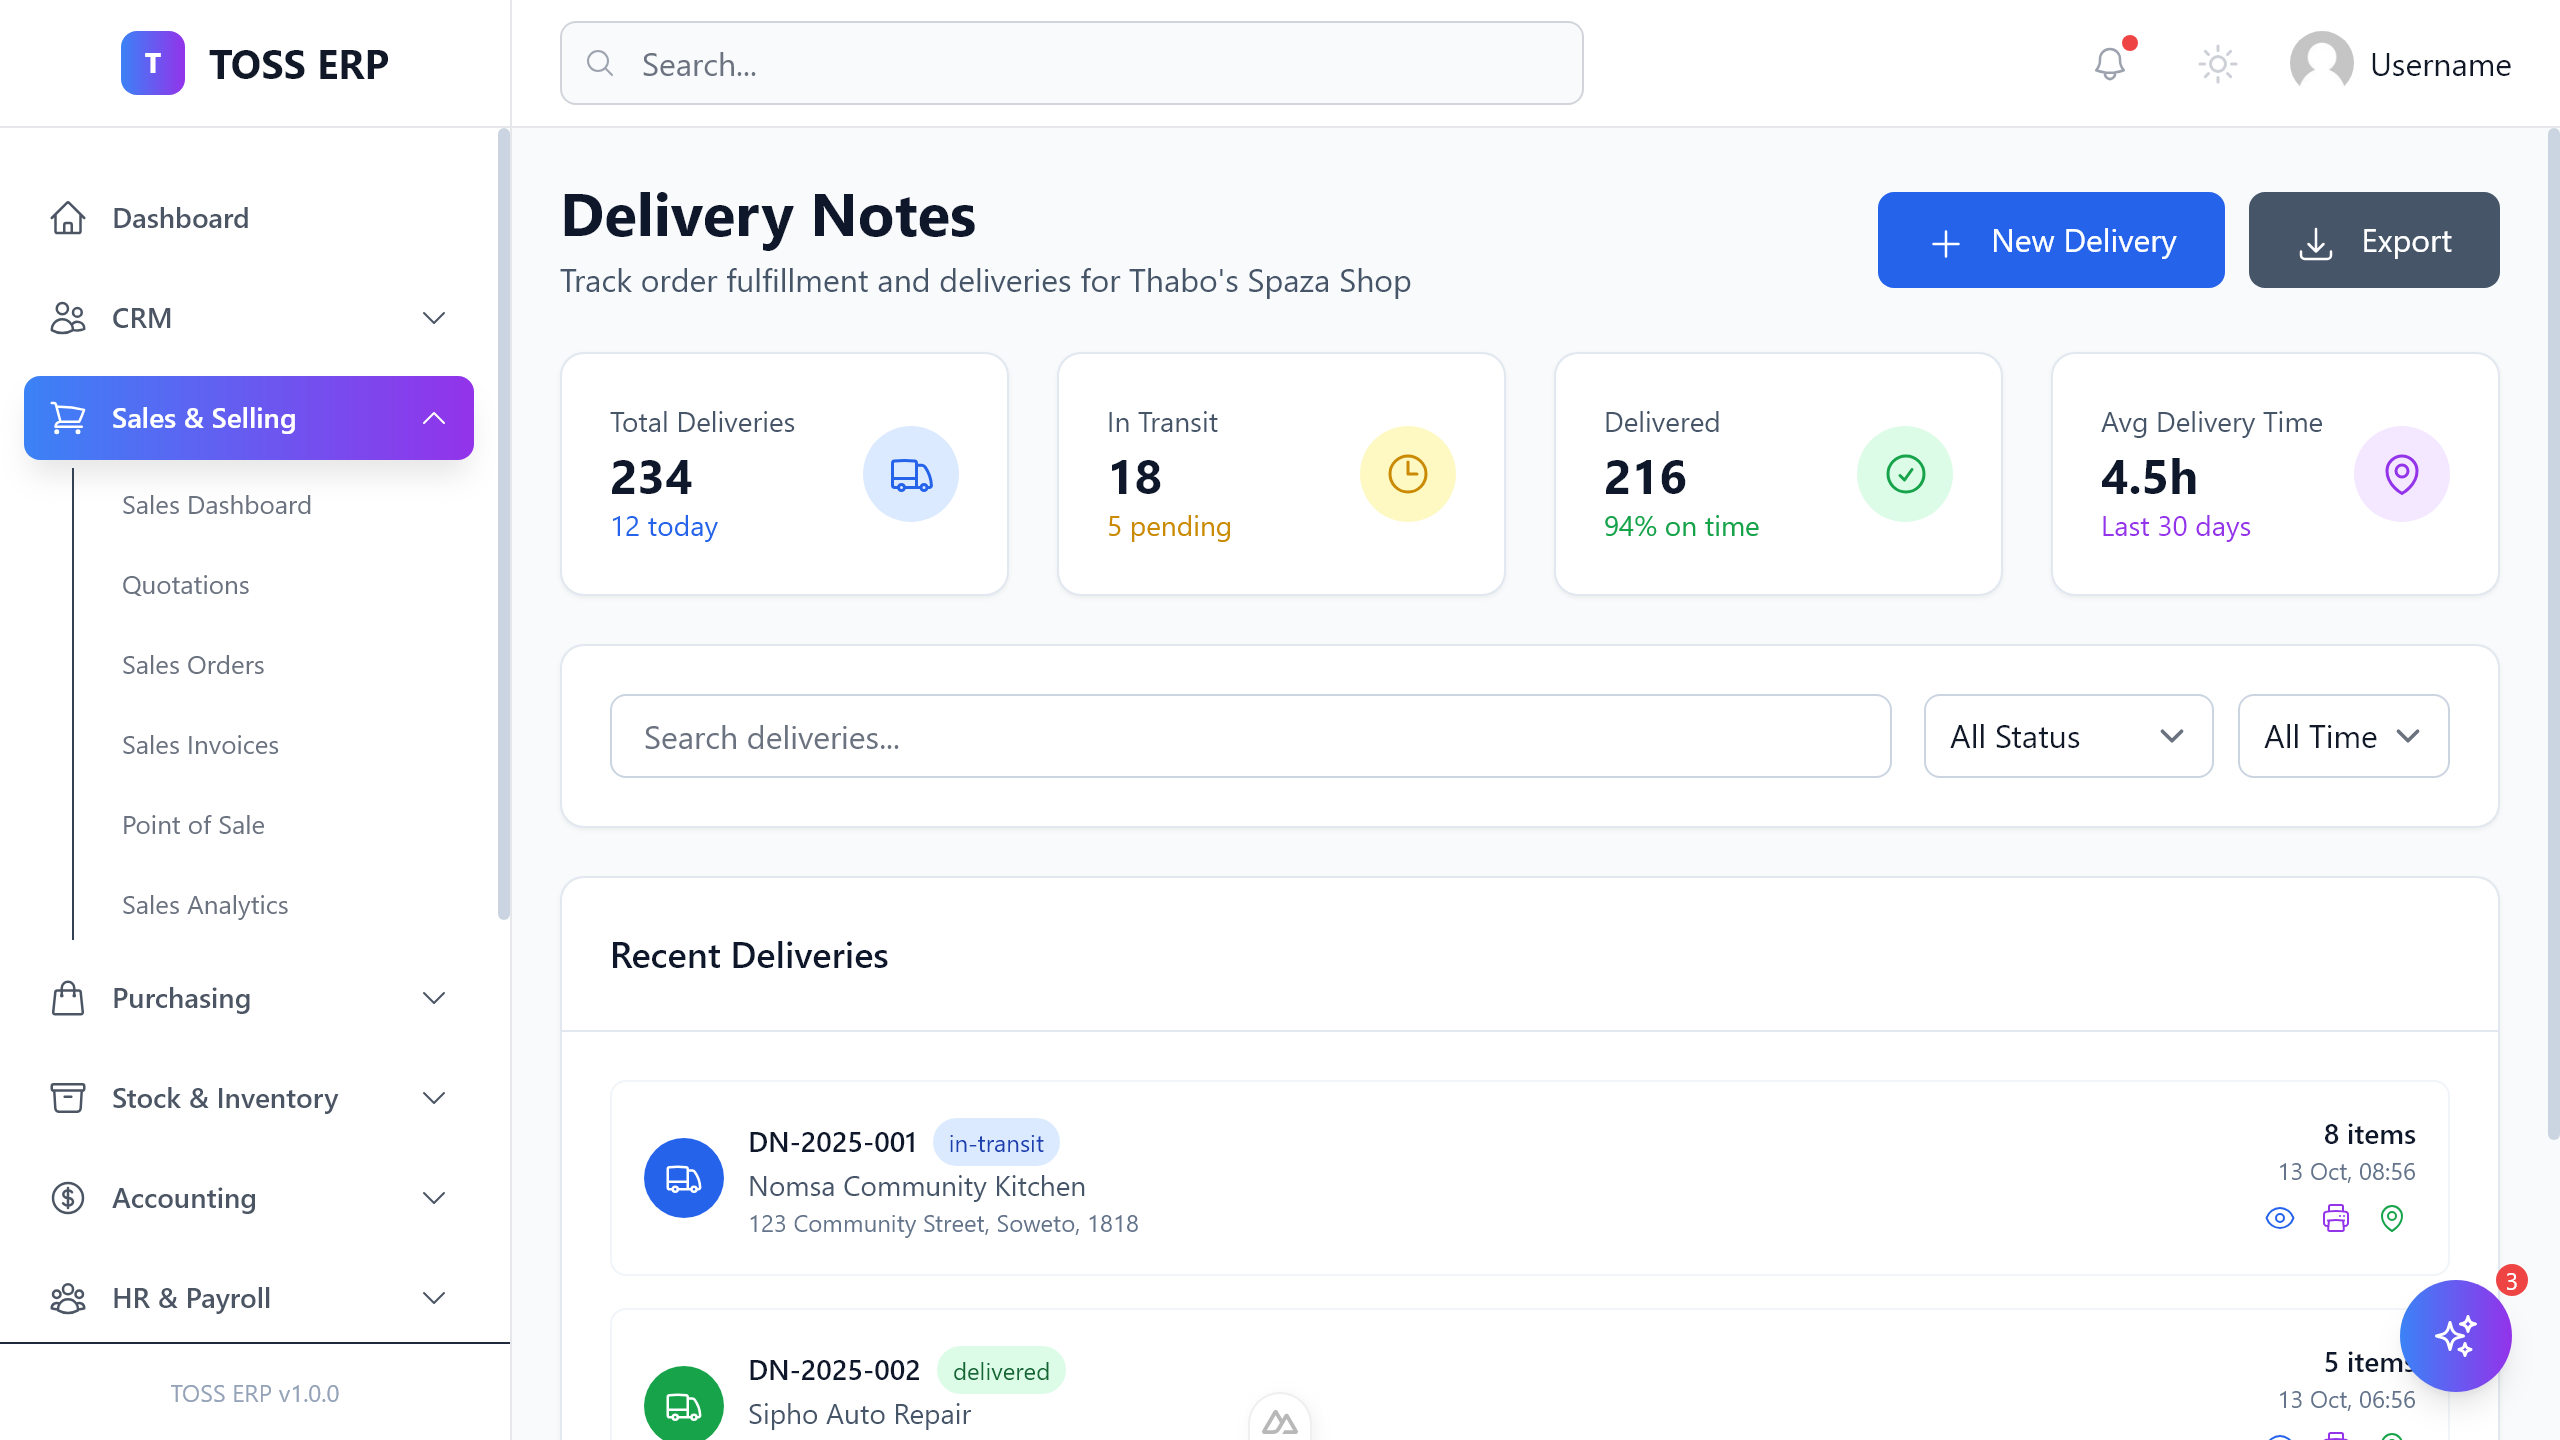 T
TOSS ERP
Search...
Username
Dashboard
CRM
Sales & Selling
Sales Dashboard
Quotations
Sales Orders
Sales Invoices
Point of Sale
Sales Analytics
Purchasing
Stock & Inventory
Accounting
HR & Payroll
TOSS ERP v1.0.0
Delivery Notes
Track order fulfillment and deliveries for Thabo's Spaza Shop
New Delivery
Export
Total Deliveries
234
12 today
In Transit
18
5 pending
Delivered
216
94% on time
Avg Delivery Time
4.5h
Last 30 days
Search deliveries...
All Status
All Time
Recent Deliveries
DN-2025-001
in-transit
Nomsa Community Kitchen
123 Community Street, Soweto, 1818
8 items
13 Oct, 08:56
3
DN-2025-002
delivered
Sipho Auto Repair
5 items
13 Oct, 06:56